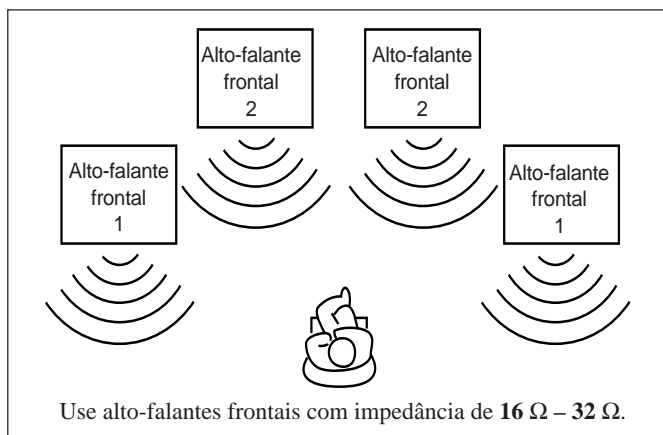 Alto-falante
frontal
2
Alto-falante
frontal
2
Alto-falante
frontal
1
Alto-falante
frontal
1
Use alto-falantes frontais com impedância de 16 Ω – 32 Ω.